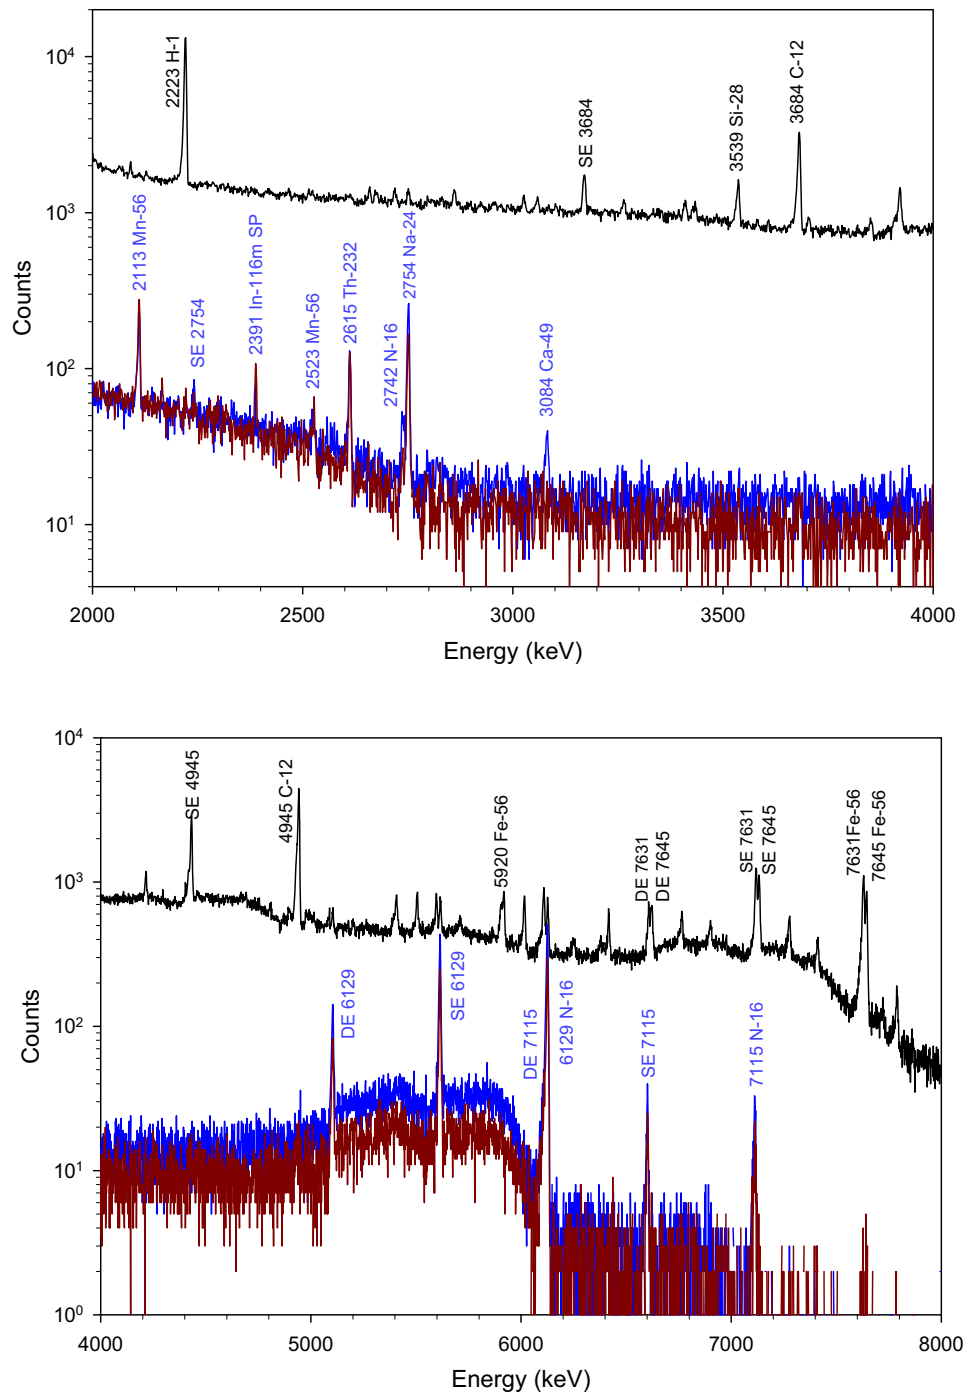 10⁴
10³
10²
10¹
Counts
2223 H-1
SE 3684
3539 Si-28
3684 C-12
2113 Mn-56
SE 2754
2391 In-116m SP
2523 Mn-56
2615 Th-232
2742 N-16
2754 Na-24
3084 Ca-49
2000 2500 3000 3500 4000
Energy (keV)
10⁴
10³
10²
10¹
10⁰
Counts
SE 4945
4945 C-12
5920 Fe-56
DE 7631
DE 7645
SE 7631
SE 7645
7631Fe-56
7645 Fe-56
DE 6129
SE 6129
DE 7115
6129 N-16
SE 7115
7115 N-16
4000 5000 6000 7000 8000
Energy (keV)